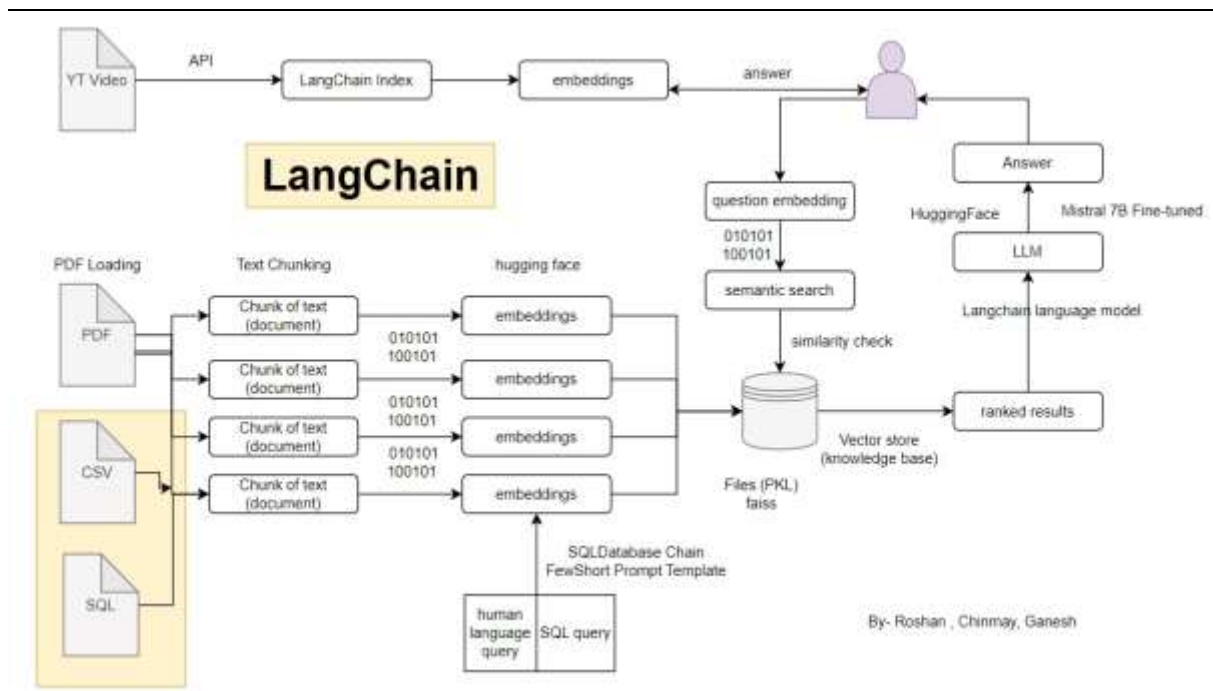 YT Video
API
LangChain Index
embeddings
answer
LangChain
question embedding
010101
100101
semantic search
similarity check
Answer
HuggingFace
Mistral 7B Fine-tuned
LLM
Langchain language model
ranked results
PDF Loading
Text Chunking
hugging face
PDF
Chunk of text
(document)
010101
100101
embeddings
Chunk of text
(document)
010101
100101
embeddings
CSV
Chunk of text
(document)
010101
100101
embeddings
Chunk of text
(document)
embeddings
SQL
Vector store
(knowledge base)
Files (PKL)
faiss
SQLDatabase Chain
FewShort Prompt Template
human
language
query
SQL query
By- Roshan , Chinmay, Ganesh